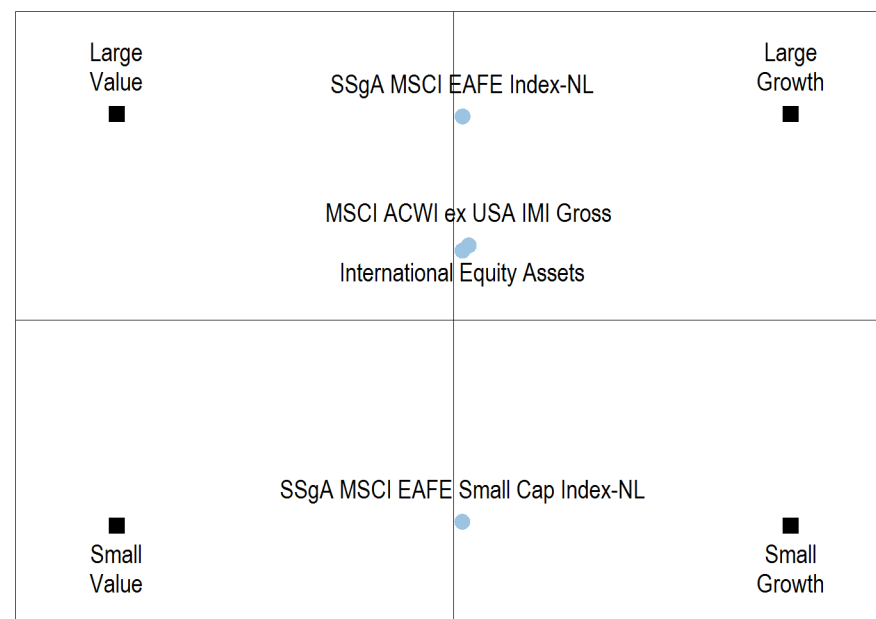 Large
Value
Large
Growth
SSgA MSCI EAFE Index-NL
MSCI ACWI ex USA IMI Gross
International Equity Assets
SSgA MSCI EAFE Small Cap Index-NL
Small
Value
Small
Growth